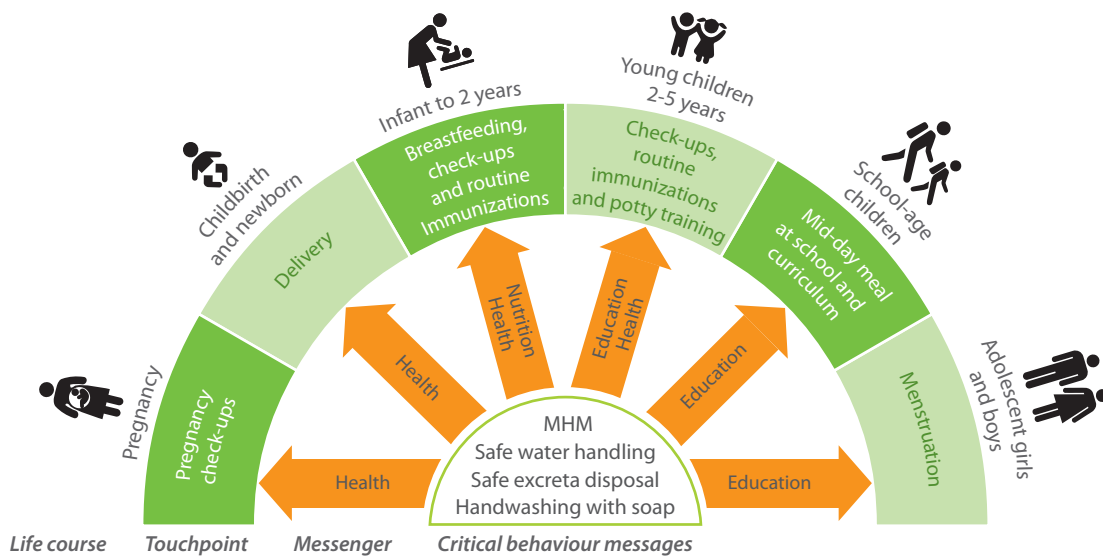 Pregnancy
Pregnancy
check-ups
Health
Childbirth
and newborn
Delivery
Health
Infant to 2 years
Breastfeeding,
check-ups
and routine
Immunizations
Nutrition
Health
Young children
2-5 years
Check-ups,
routine
immunizations
and potty training
Education
Health
School-age
children
Mid-day meal
at school and
curriculum
Education
Adolescent girls
and boys
Menstruation
Education
MHM
Safe water handling
Safe excreta disposal
Handwashing with soap
Life course
Touchpoint
Messenger
Critical behaviour messages